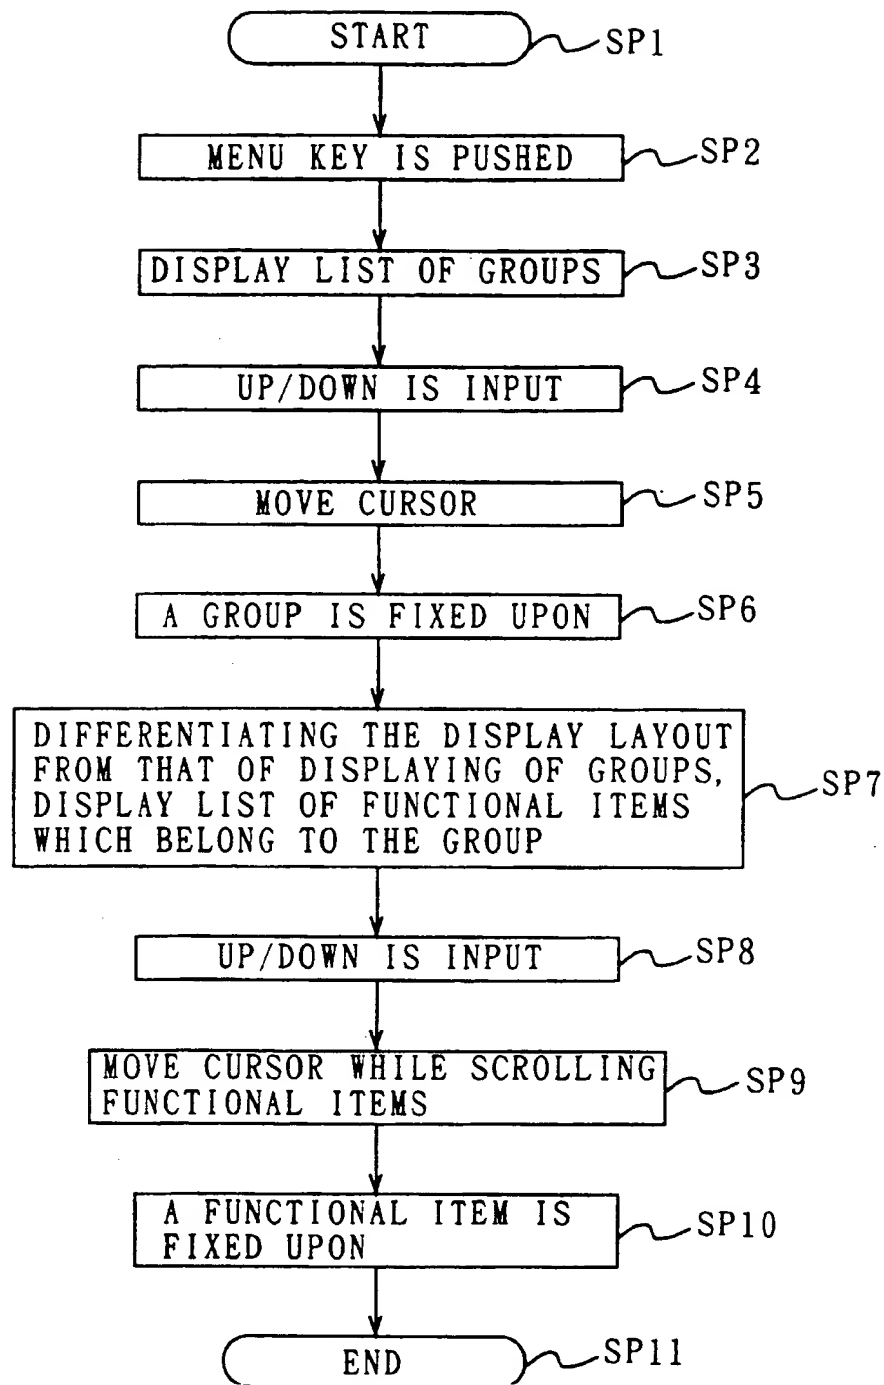 START
SP1
MENU KEY IS PUSHED
SP2
DISPLAY LIST OF GROUPS
SP3
UP/DOWN IS INPUT
SP4
MOVE CURSOR
SP5
A GROUP IS FIXED UPON
SP6
DIFFERENTIATING THE DISPLAY LAYOUT
FROM THAT OF DISPLAYING OF GROUPS,
DISPLAY LIST OF FUNCTIONAL ITEMS
WHICH BELONG TO THE GROUP
SP7
UP/DOWN IS INPUT
SP8
MOVE CURSOR WHILE SCROLLING
FUNCTIONAL ITEMS
SP9
A FUNCTIONAL ITEM IS
FIXED UPON
SP10
END
SP11